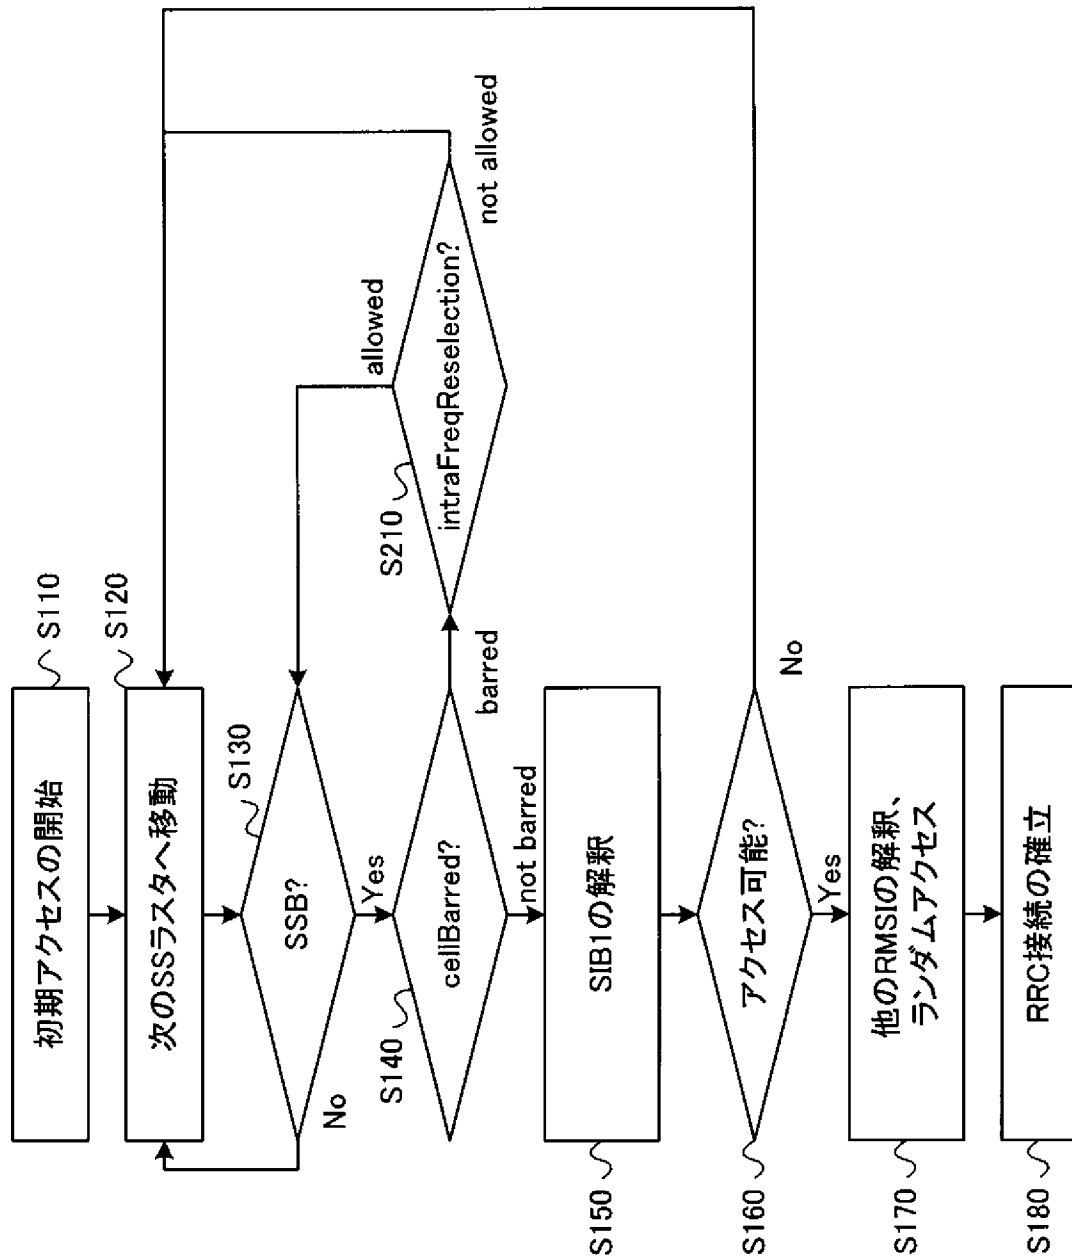 初期アクセスの開始
S110
次のSSラスタへ移動
S120
SSB?
S130
No
Yes
cellBarred?
S140
barred
not barred
intraFreqReselection?
S210
allowed
not allowed
SIB1の解釈
S150
アクセス可能?
S160
No
Yes
他のRMSIの解釈、
ランダムアクセス
S170
RRC接続の確立
S180